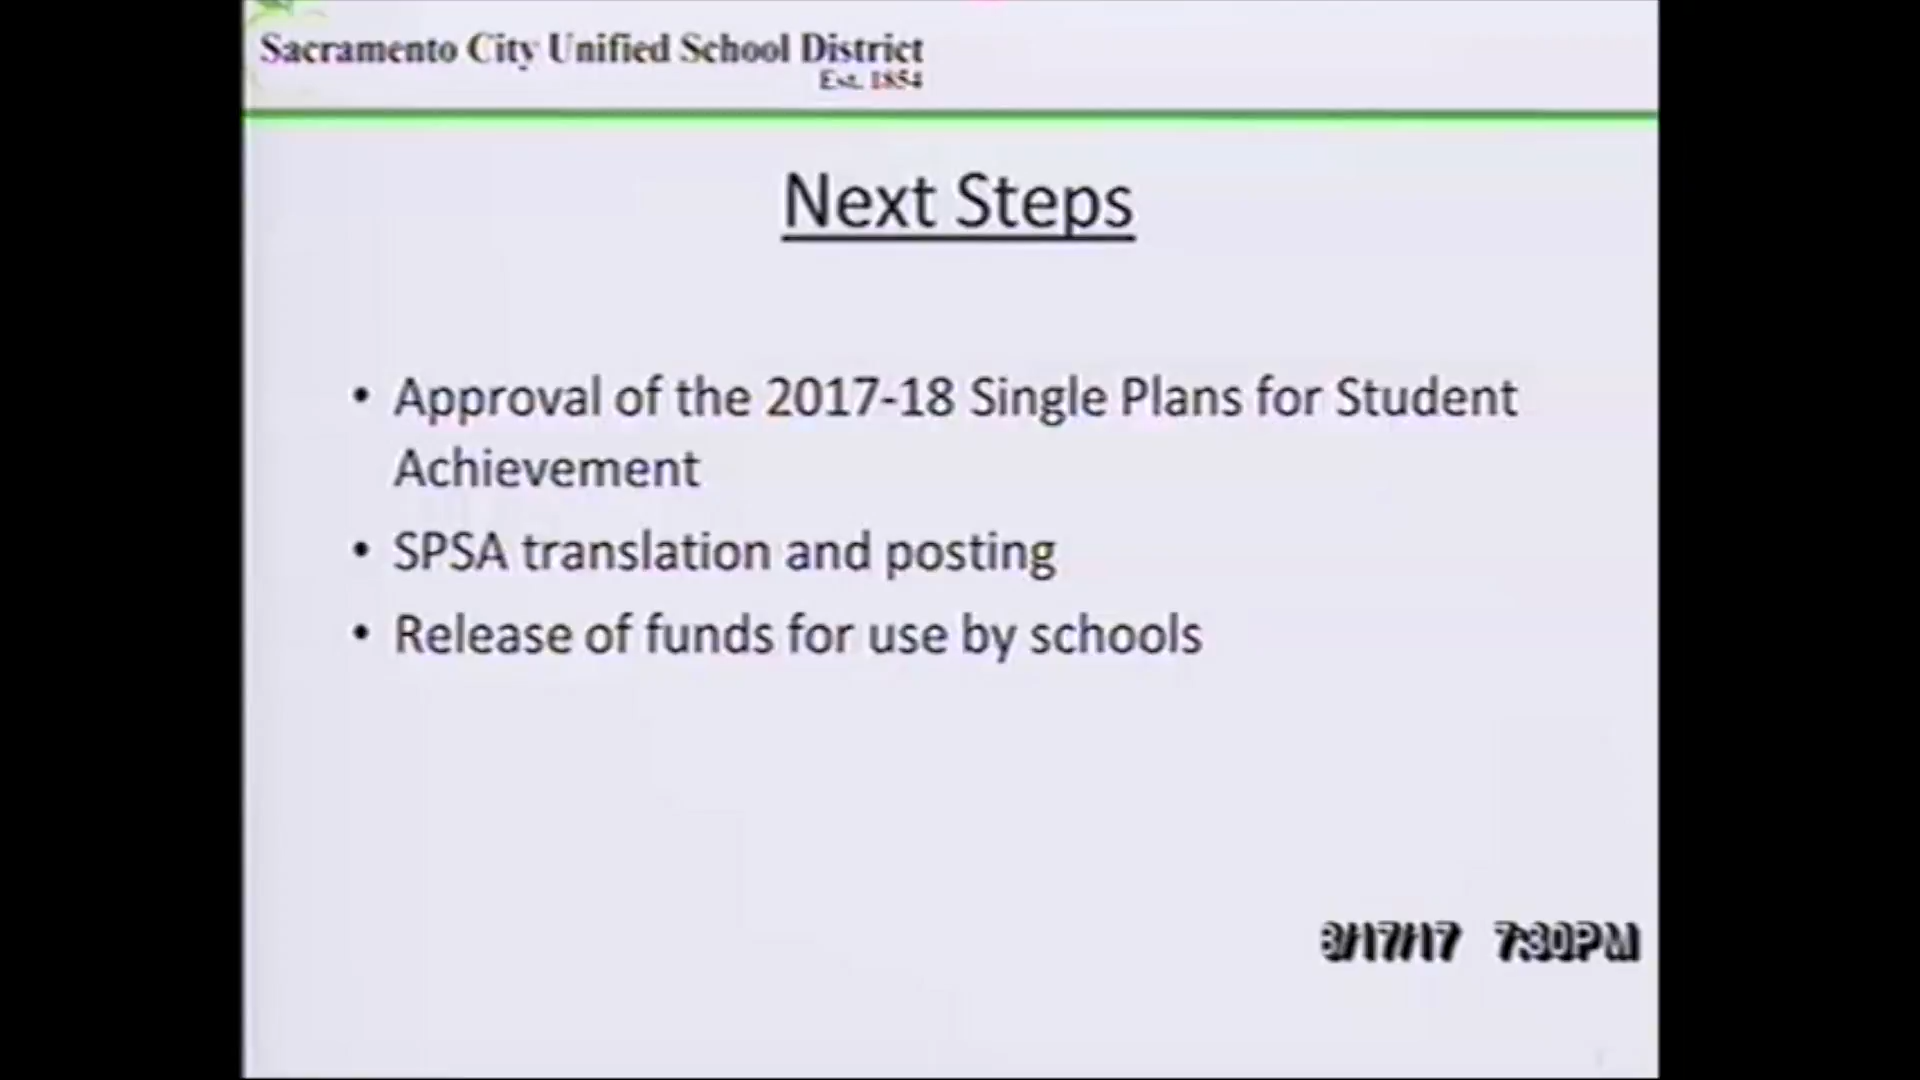 Sacramento City Unified School District
Est. 1854
Next Steps
• Approval of the 2017-18 Single Plans for Student
Achievement
• SPSA translation and posting
• Release of funds for use by schools
8/17/17 7:30PM